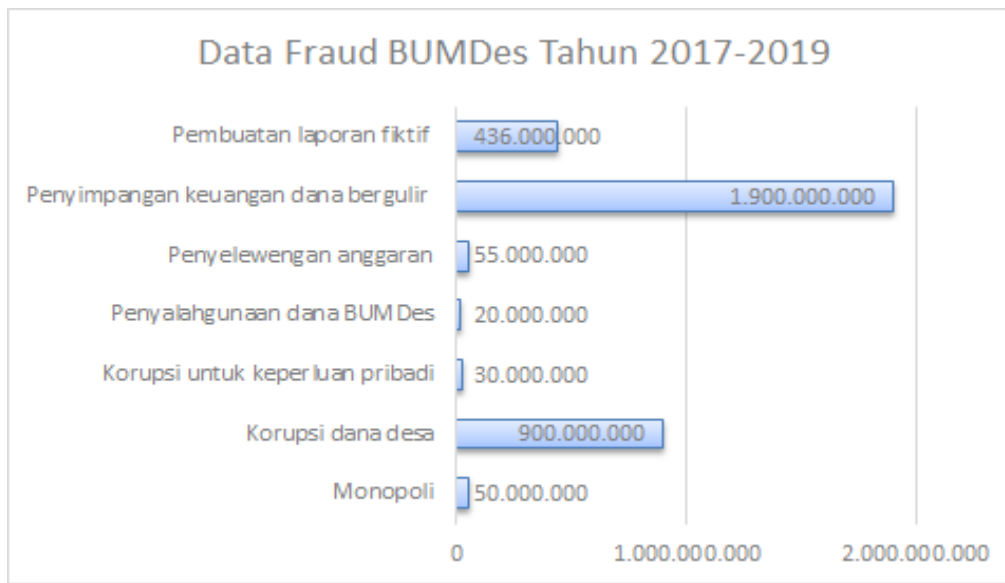 Data Fraud BUMDes Tahun 2017-2019
Pembuatan laporan fiktif 436.000.000
Penyimpangan keuangan dana bergulir 1.900.000.000
Penyelewengan anggaran 55.000.000
Penyalahgunaan dana BUMDes 20.000.000
Korupsi untuk keperluan pribadi 30.000.000
Korupsi dana desa 900.000.000
Monopoli 50.000.000
0 1.000.000.000 2.000.000.000